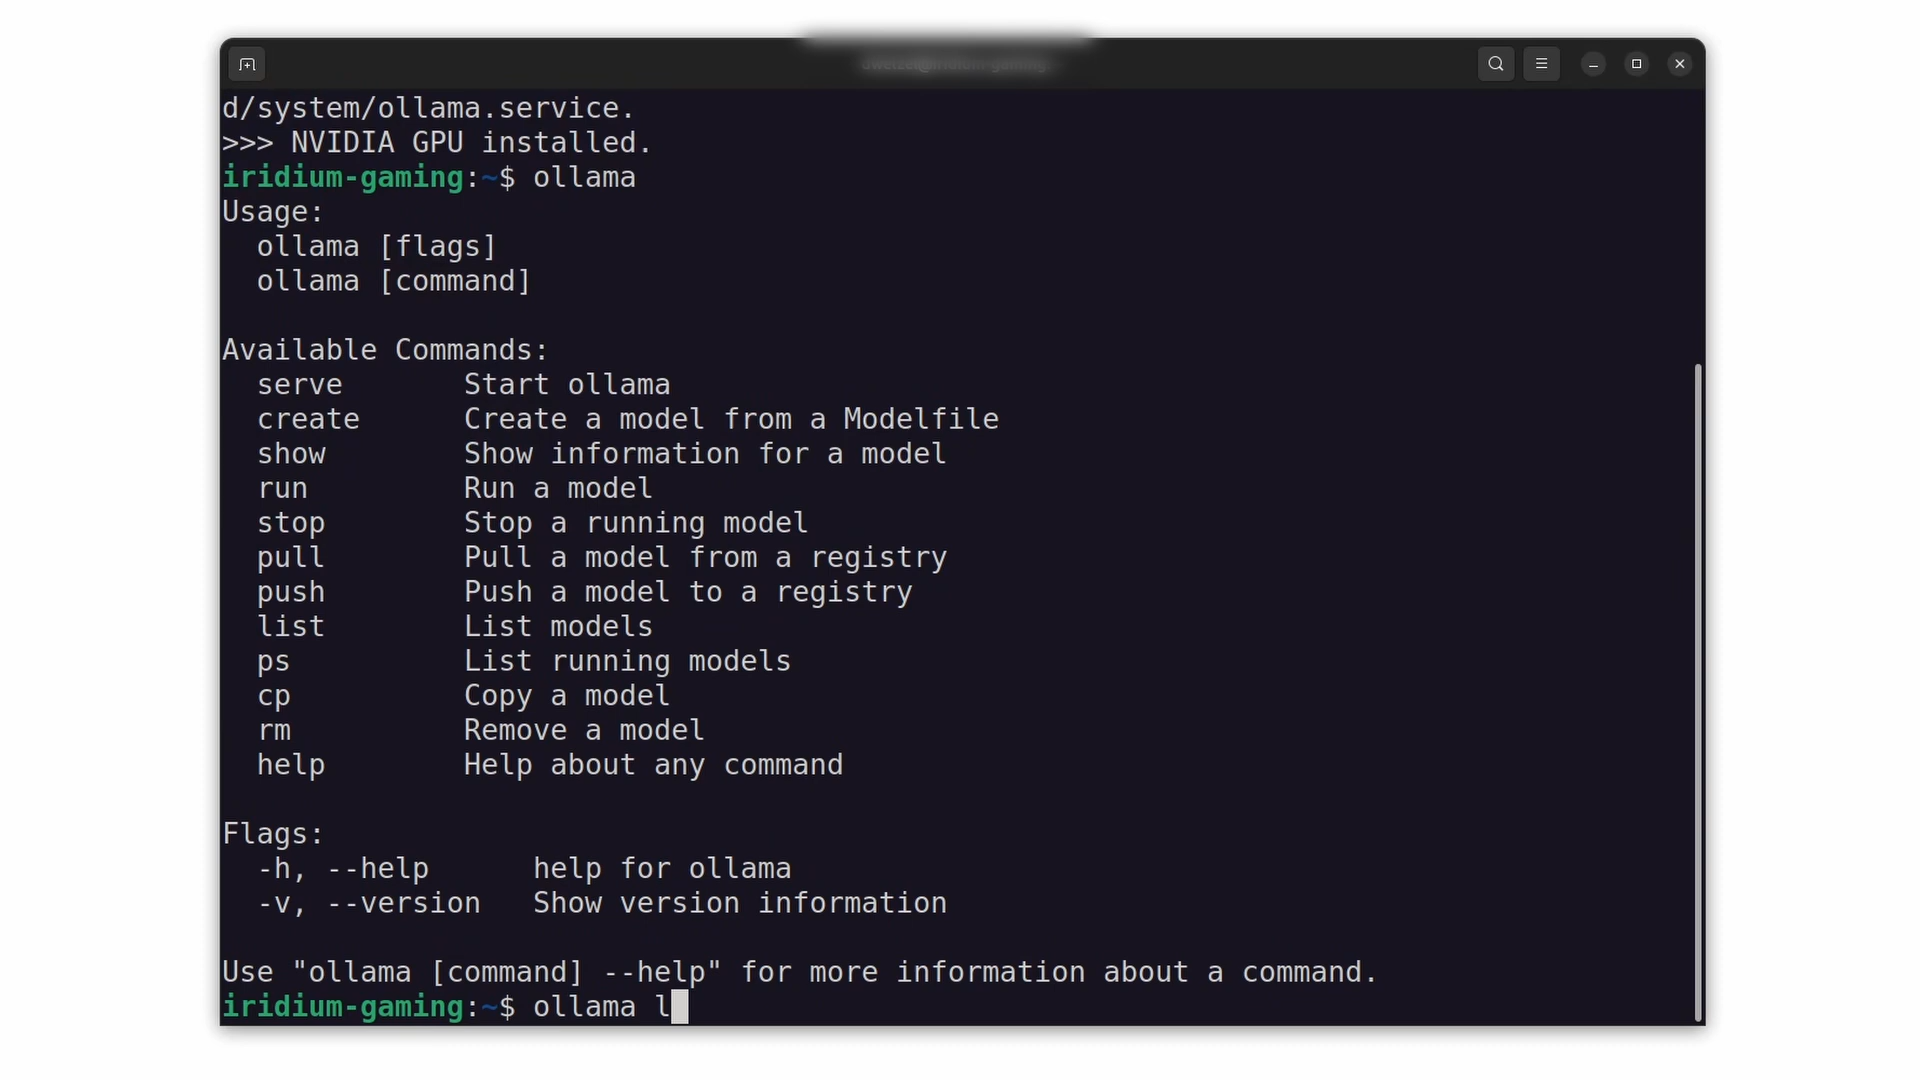 d/system/ollama.service.
>>> NVIDIA GPU installed.
iridium-gaming:~$ ollama
Usage:
  ollama [flags]
  ollama [command]

Available Commands:
  serve       Start ollama
  create      Create a model from a Modelfile
  show        Show information for a model
  run         Run a model
  stop        Stop a running model
  pull        Pull a model from a registry
  push        Push a model to a registry
  list        List models
  ps          List running models
  cp          Copy a model
  rm          Remove a model
  help        Help about any command

Flags:
  -h, --help      help for ollama
  -v, --version   Show version information

Use "ollama [command] --help" for more information about a command.
iridium-gaming:~$ ollama l